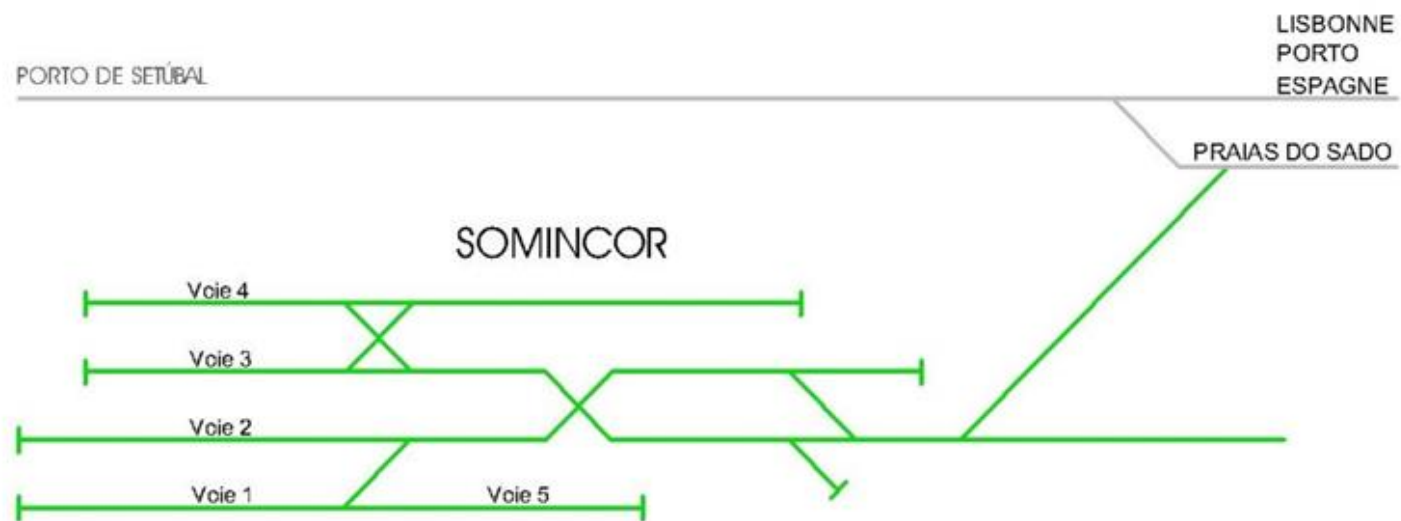 LISBONNE
PORTO
ESPAGNE
PORTO DE SETÚBAL
PRAIAS DO SADO
SOMINCOR
Voie 4
Voie 3
Voie 2
Voie 1
Voie 5